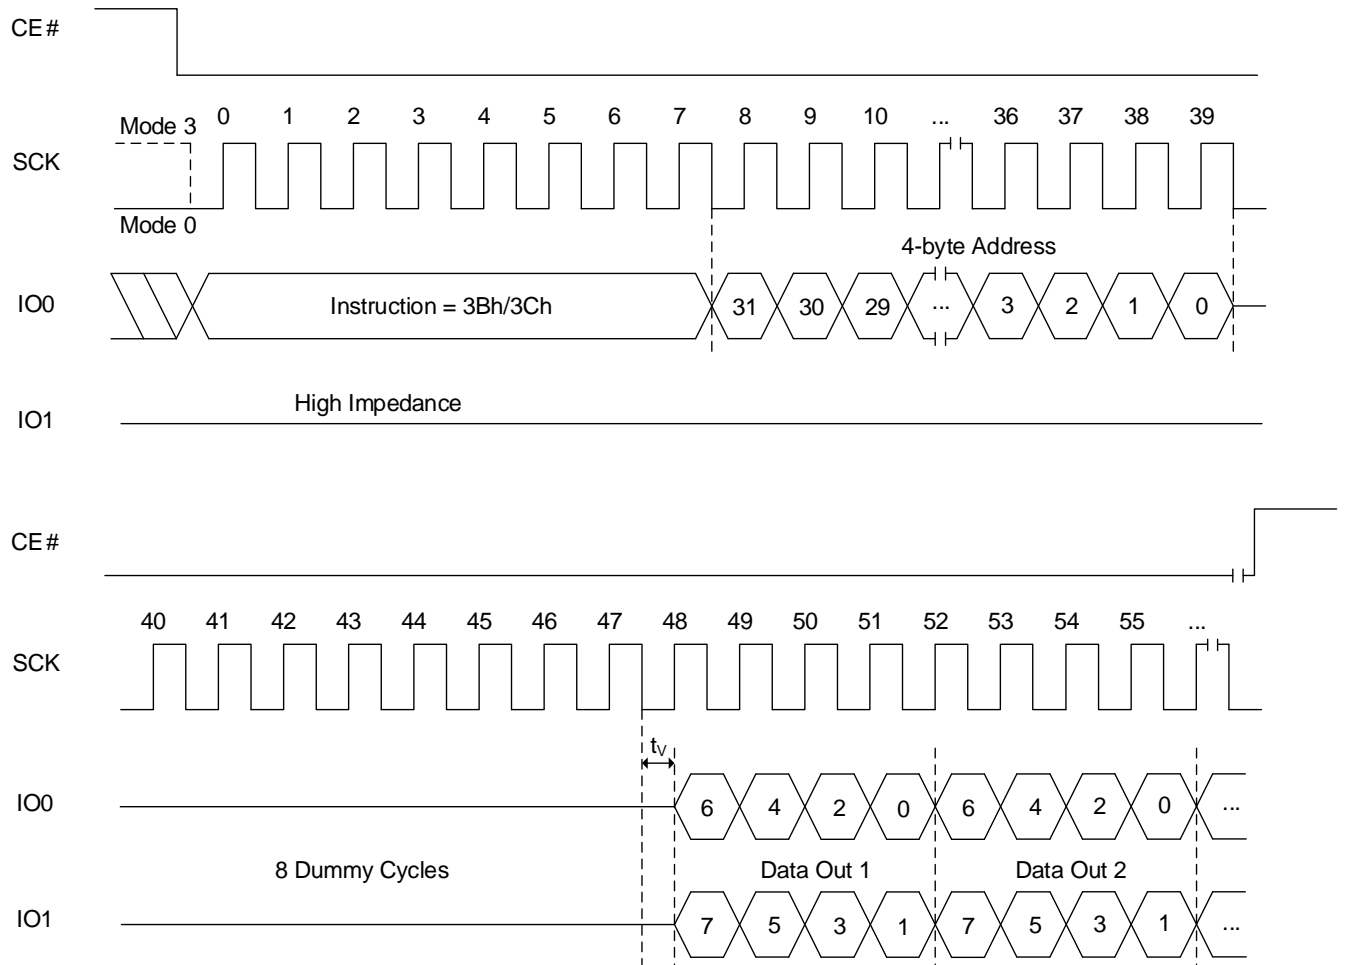 CE#
0 1 2 3 4 5 6 7 8 9 10 ... 36 37 38 39
Mode 3
SCK
Mode 0
4-byte Address
IO0 Instruction = 3Bh/3Ch 31 30 29 ... 3 2 1 0
High Impedance
IO1
CE#
40 41 42 43 44 45 46 47 48 49 50 51 52 53 54 55 ...
SCK
tV
IO0 6 4 2 0 6 4 2 0 ...
8 Dummy Cycles Data Out 1 Data Out 2
IO1 7 5 3 1 7 5 3 1 ...